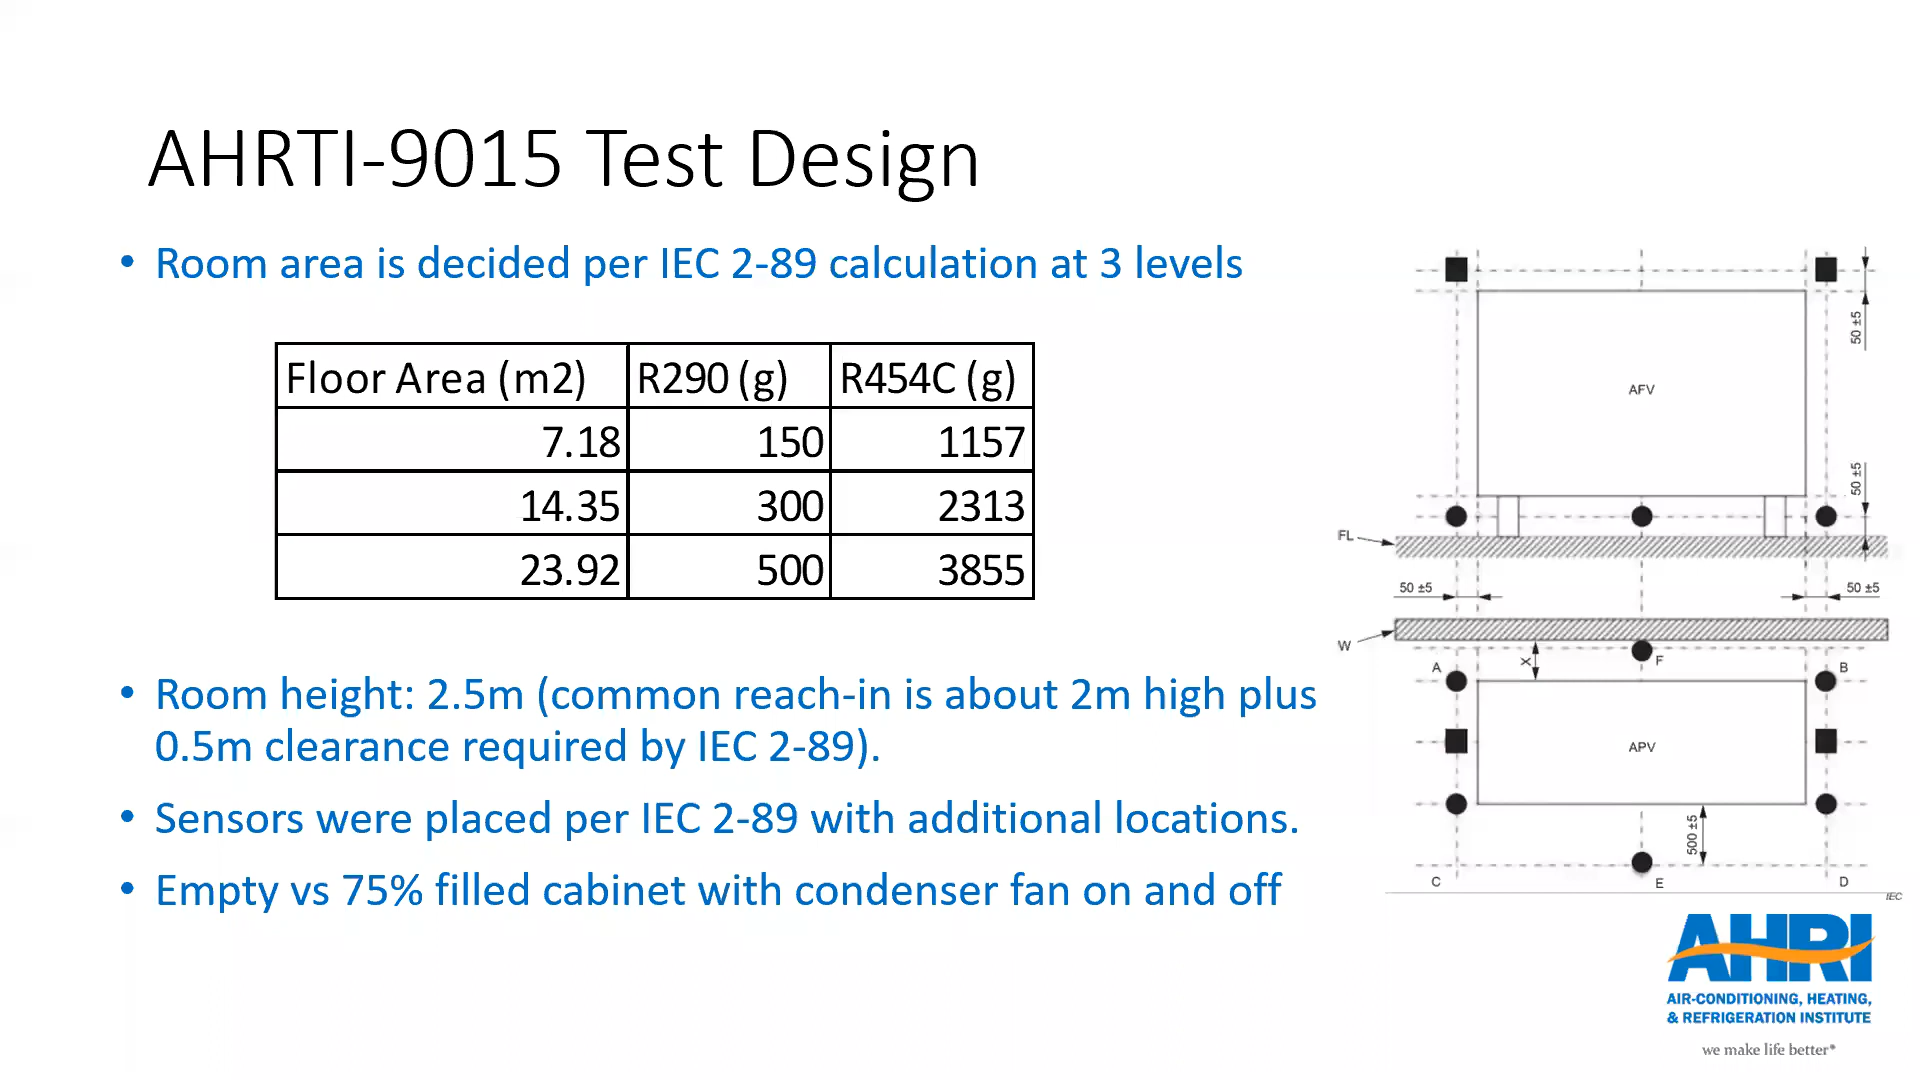 AHRTI-9015 Test Design
• Room area is decided per IEC 2-89 calculation at 3 levels
Floor Area (m2) R290 (g) R454C (g)
7.18 150 1157
14.35 300 2313
23.92 500 3855
• Room height: 2.5m (common reach-in is about 2m high plus
0.5m clearance required by IEC 2-89).
• Sensors were placed per IEC 2-89 with additional locations.
• Empty vs 75% filled cabinet with condenser fan on and off
50 ±5
AFV
50 ±5
FL
50 ±5 50 ±5
W
X F
A B
APV
500 ±5
C E D
IEC
AHRI
AIR-CONDITIONING, HEATING,
& REFRIGERATION INSTITUTE
we make life better®